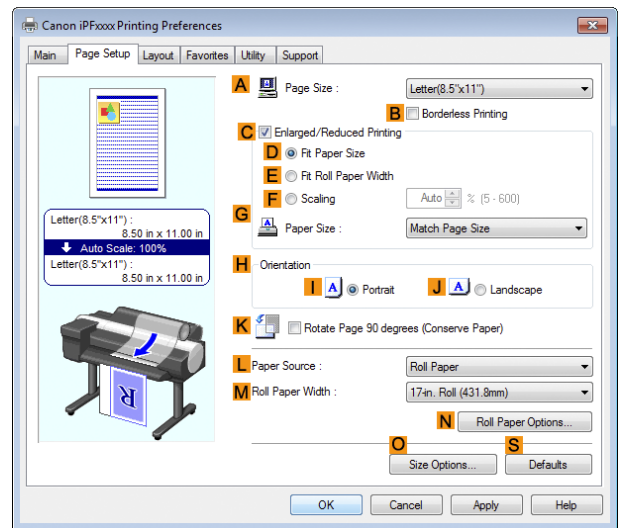 Canon iPFxxxx Printing Preferences
Main Page Setup Layout Favorites Utility Support
A Page Size : Letter(8.5"x11")
B Borderless Printing
C Enlarged/Reduced Printing
D Fit Paper Size
E Fit Roll Paper Width
F Scaling Auto % (5 - 600)
G Paper Size : Match Page Size
Letter(8.5"x11") :
8.50 in x 11.00 in
Auto Scale: 100%
Letter(8.5"x11") :
8.50 in x 11.00 in
H Orientation
I A Portrait J A Landscape
K Rotate Page 90 degrees (Conserve Paper)
L Paper Source : Roll Paper
M Roll Paper Width : 17-in. Roll (431.8mm)
R
N Roll Paper Options...
O S
Size Options... Defaults
OK Cancel Apply Help